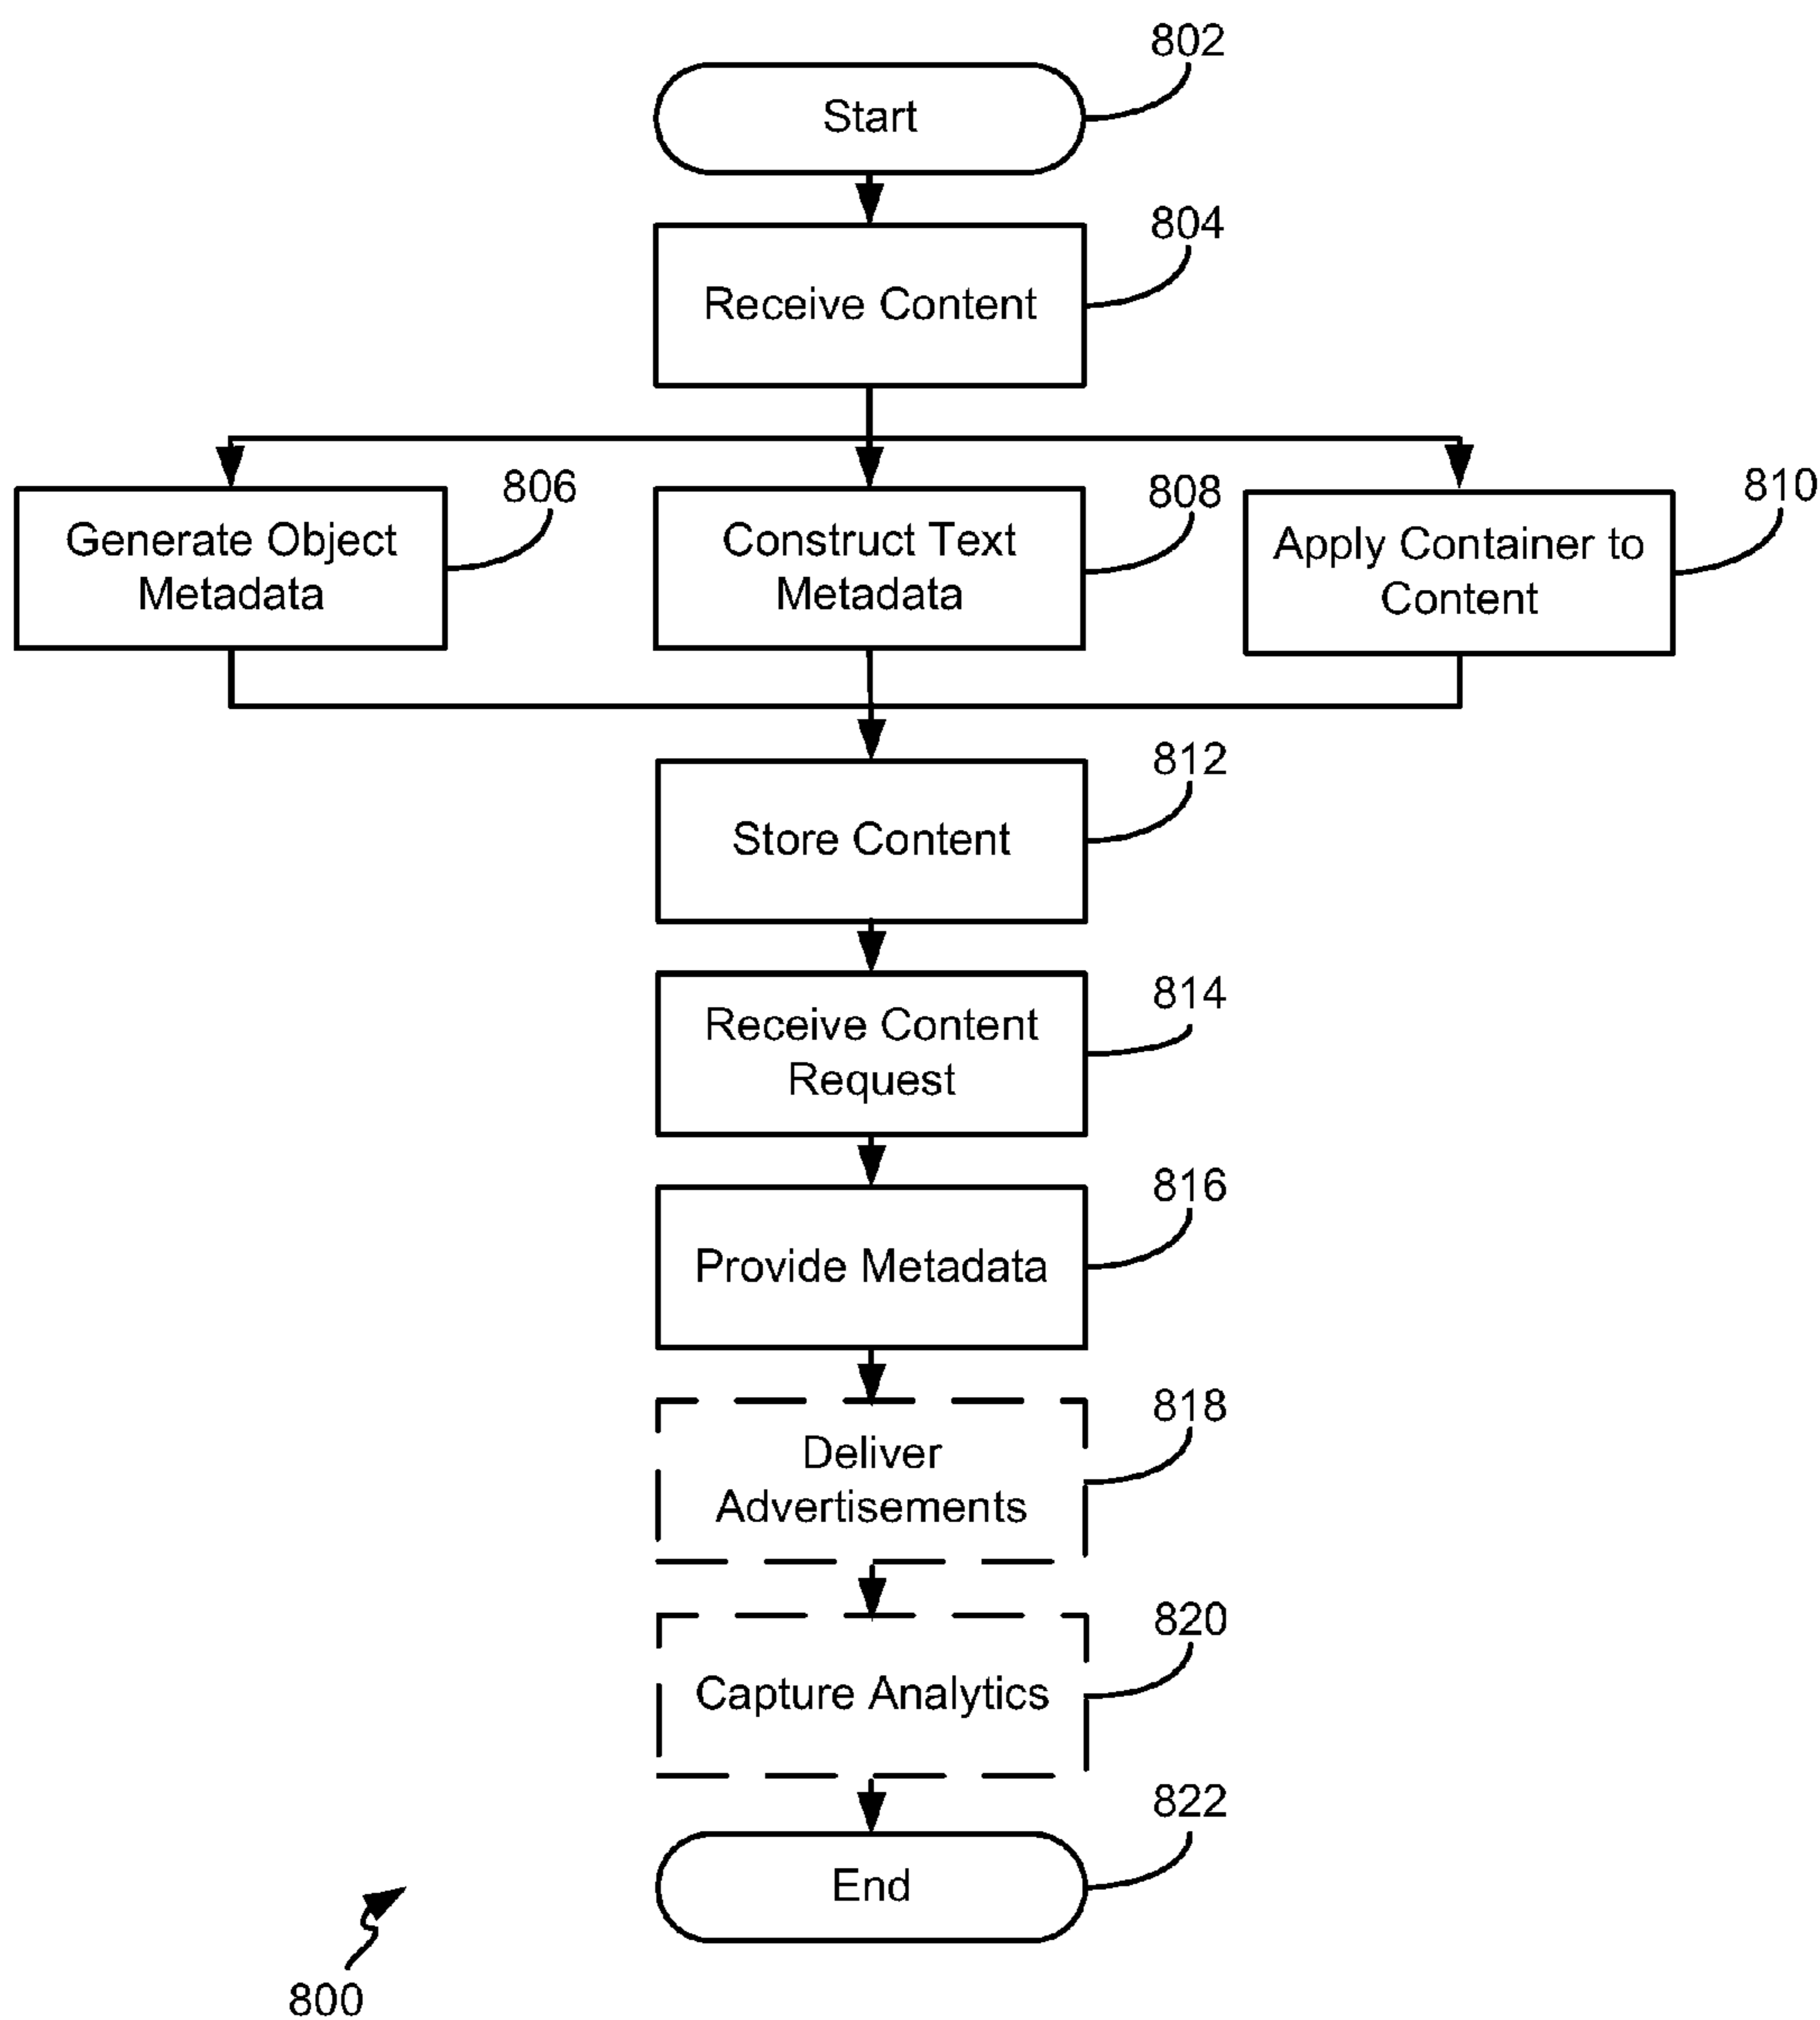 802
Start
804
Receive Content
806
808
810
Generate Object
Metadata
Construct Text
Metadata
Apply Container to
Content
812
Store Content
814
Receive Content
Request
816
Provide Metadata
818
Deliver
Advertisements
820
Capture Analytics
822
End
800